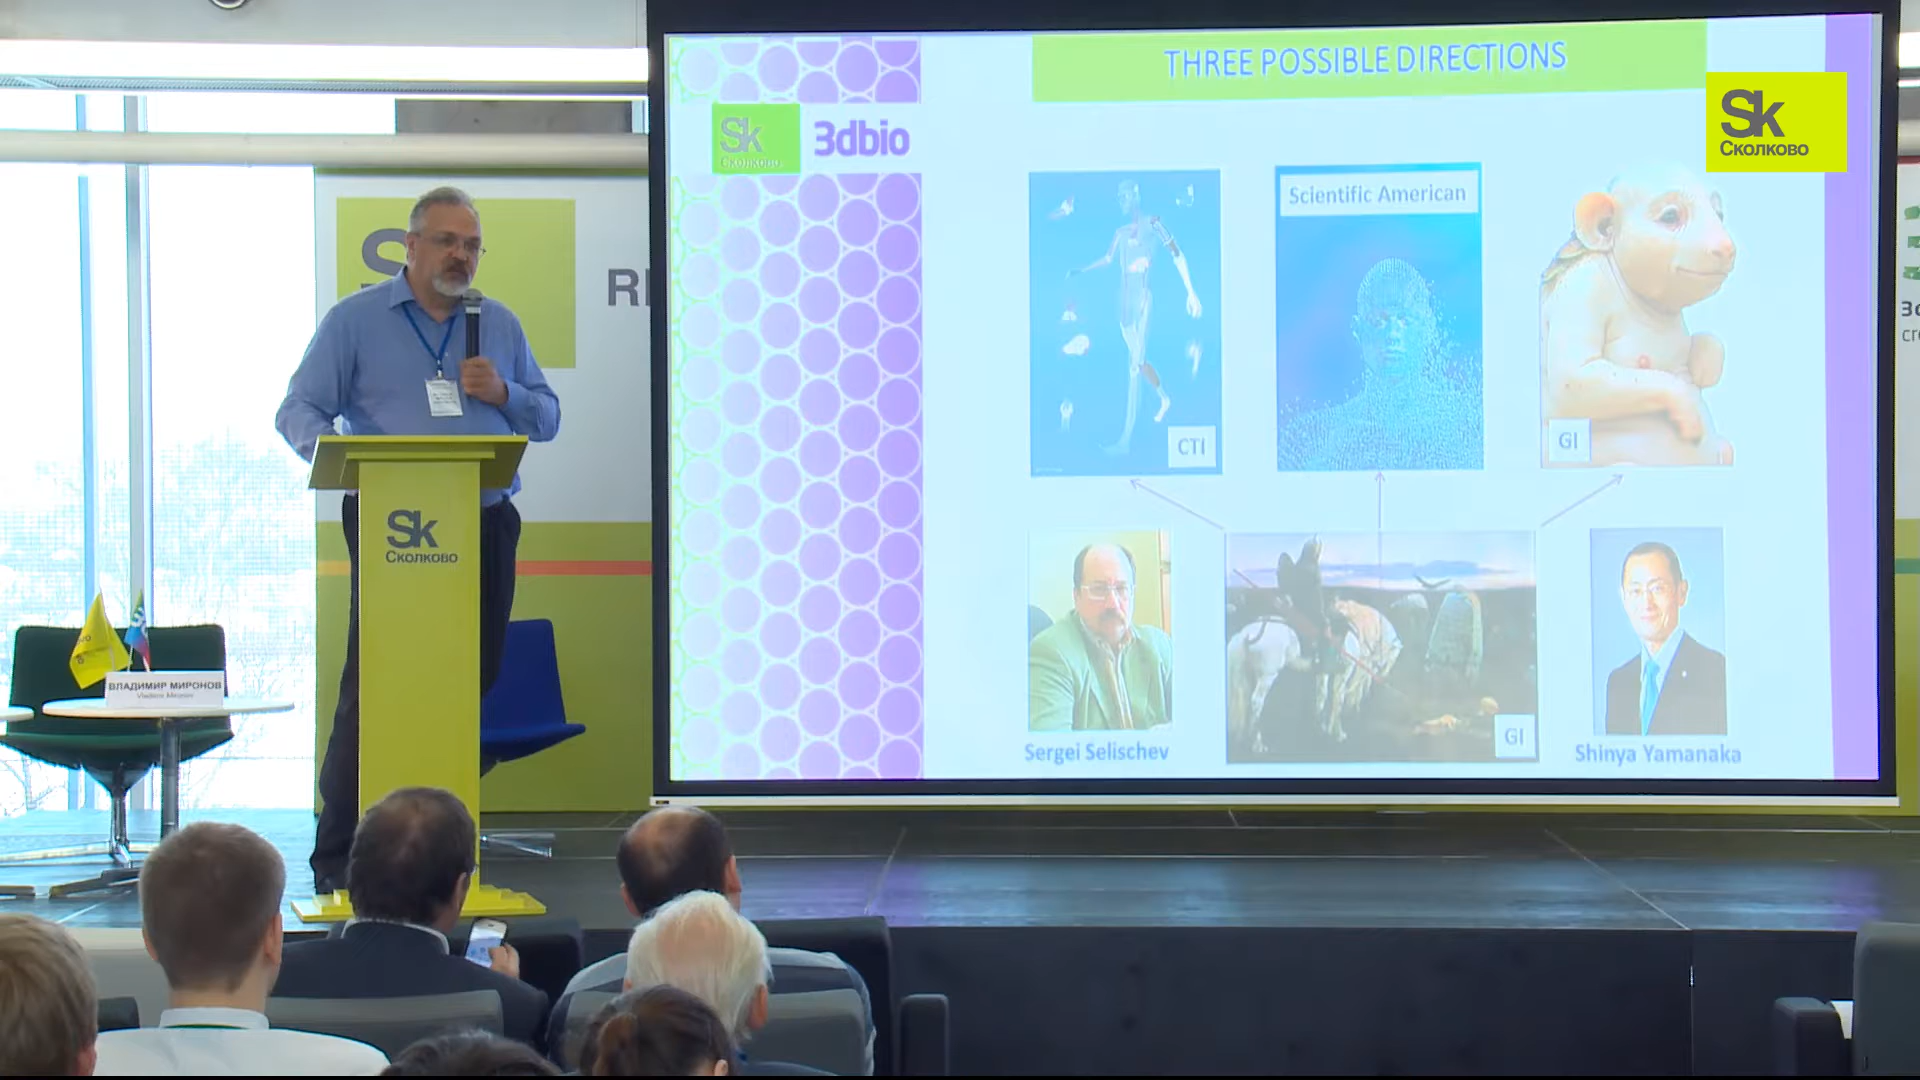 THREE POSSIBLE DIRECTIONS
Sk
Сколково
Sk
Сколково
3dbio
Scientific American
CTI
GI
GI
Sergei Selischev
Shinya Yamanaka
Sk
Сколково
ВЛАДИМИР МИРОНОВ
Vladimir Mironov